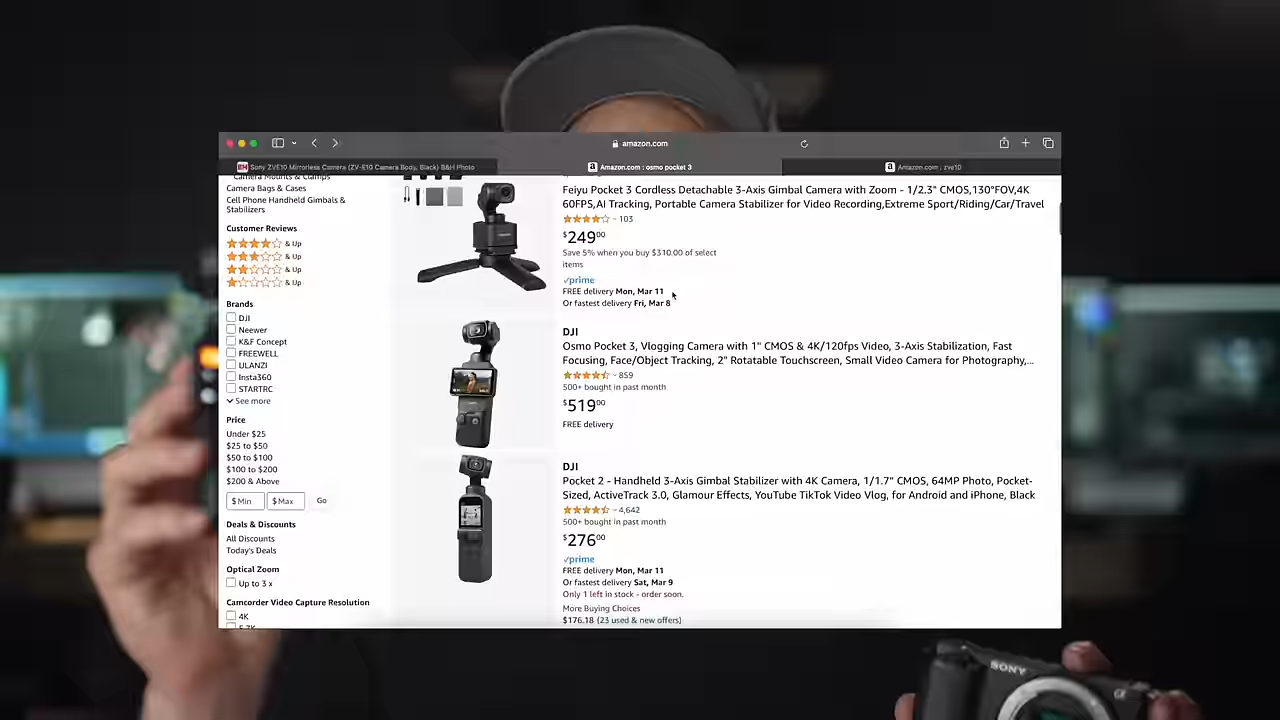 amazon.com
Sony ZVE10 Mirrorless Camera (ZV-E10 Camera Body, Black) B&H Photo
Amazon.com : osmo pocket 3
Amazon.com : zve10
Camera Mounts & Clamps
Camera Bags & Cases
Cell Phone Handheld Gimbals &
Stabilizers
Customer Reviews
& Up
& Up
& Up
& Up
Brands
DJI
Neewer
K&F Concept
FREEWELL
ULANZI
Insta360
STARTRC
See more
Price
Under $25
$25 to $50
$50 to $100
$100 to $200
$200 & Above
$ Min
$ Max
Go
Deals & Discounts
All Discounts
Today's Deals
Optical Zoom
Up to 3 x
Camcorder Video Capture Resolution
4K
5.7K
Feiyu Pocket 3 Cordless Detachable 3-Axis Gimbal Camera with Zoom - 1/2.3" CMOS,130°FOV,4K
60FPS,AI Tracking, Portable Camera Stabilizer for Video Recording,Extreme Sport/Riding/Car/Travel
103
$24900
Save 5% when you buy $310.00 of select
items
prime
FREE delivery Mon, Mar 11
Or fastest delivery Fri, Mar 8
DJI
Osmo Pocket 3, Vlogging Camera with 1" CMOS & 4K/120fps Video, 3-Axis Stabilization, Fast
Focusing, Face/Object Tracking, 2" Rotatable Touchscreen, Small Video Camera for Photography,...
859
500+ bought in past month
$51900
FREE delivery
DJI
Pocket 2 - Handheld 3-Axis Gimbal Stabilizer with 4K Camera, 1/1.7" CMOS, 64MP Photo, Pocket-
Sized, ActiveTrack 3.0, Glamour Effects, YouTube TikTok Video Vlog, for Android and iPhone, Black
4,642
500+ bought in past month
$27600
prime
FREE delivery Mon, Mar 11
Or fastest delivery Sat, Mar 9
Only 1 left in stock - order soon.
More Buying Choices
$176.18 (23 used & new offers)
SONY
α